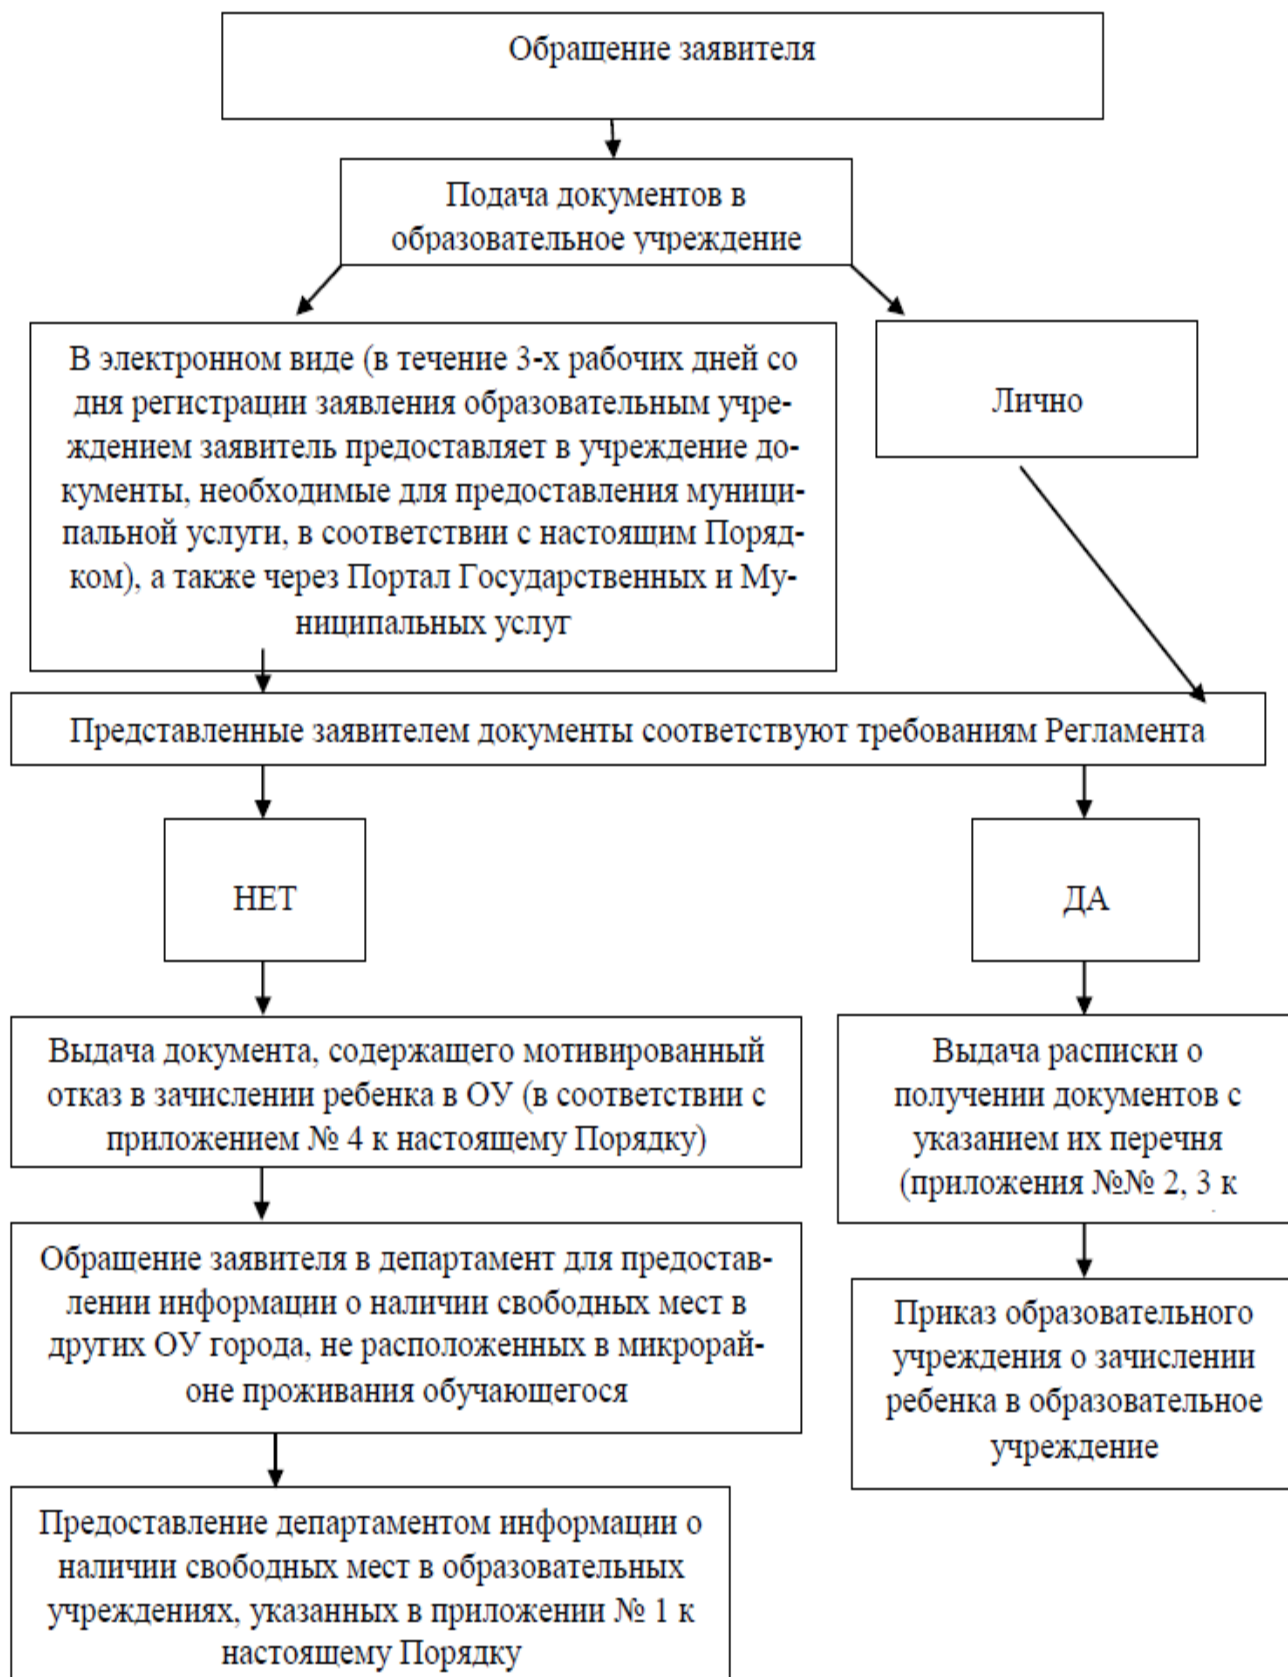 Обращение заявителя
Подача документов в
образовательное учреждение
В электронном виде (в течение 3-х рабочих дней со
дня регистрации заявления образовательным учре-
ждением заявитель предоставляет в учреждение до-
кументы, необходимые для предоставления муници-
пальной услуги, в соответствии с настоящим Поряд-
ком), а также через Портал Государственных и Му-
ниципальных услуг
Лично
Представленные заявителем документы соответствуют требованиям Регламента
НЕТ
ДА
Выдача документа, содержащего мотивированный
отказ в зачислении ребенка в ОУ (в соответствии с
приложением № 4 к настоящему Порядку)
Обращение заявителя в департамент для предостав-
лении информации о наличии свободных мест в
других ОУ города, не расположенных в микрорай-
оне проживания обучающегося
Предоставление департаментом информации о
наличии свободных мест в образовательных
учреждениях, указанных в приложении № 1 к
настоящему Порядку
Выдача расписки о
получении документов с
указанием их перечня
(приложения №№ 2, 3 к
Приказ образовательного
учреждения о зачислении
ребенка в образовательное
учреждение